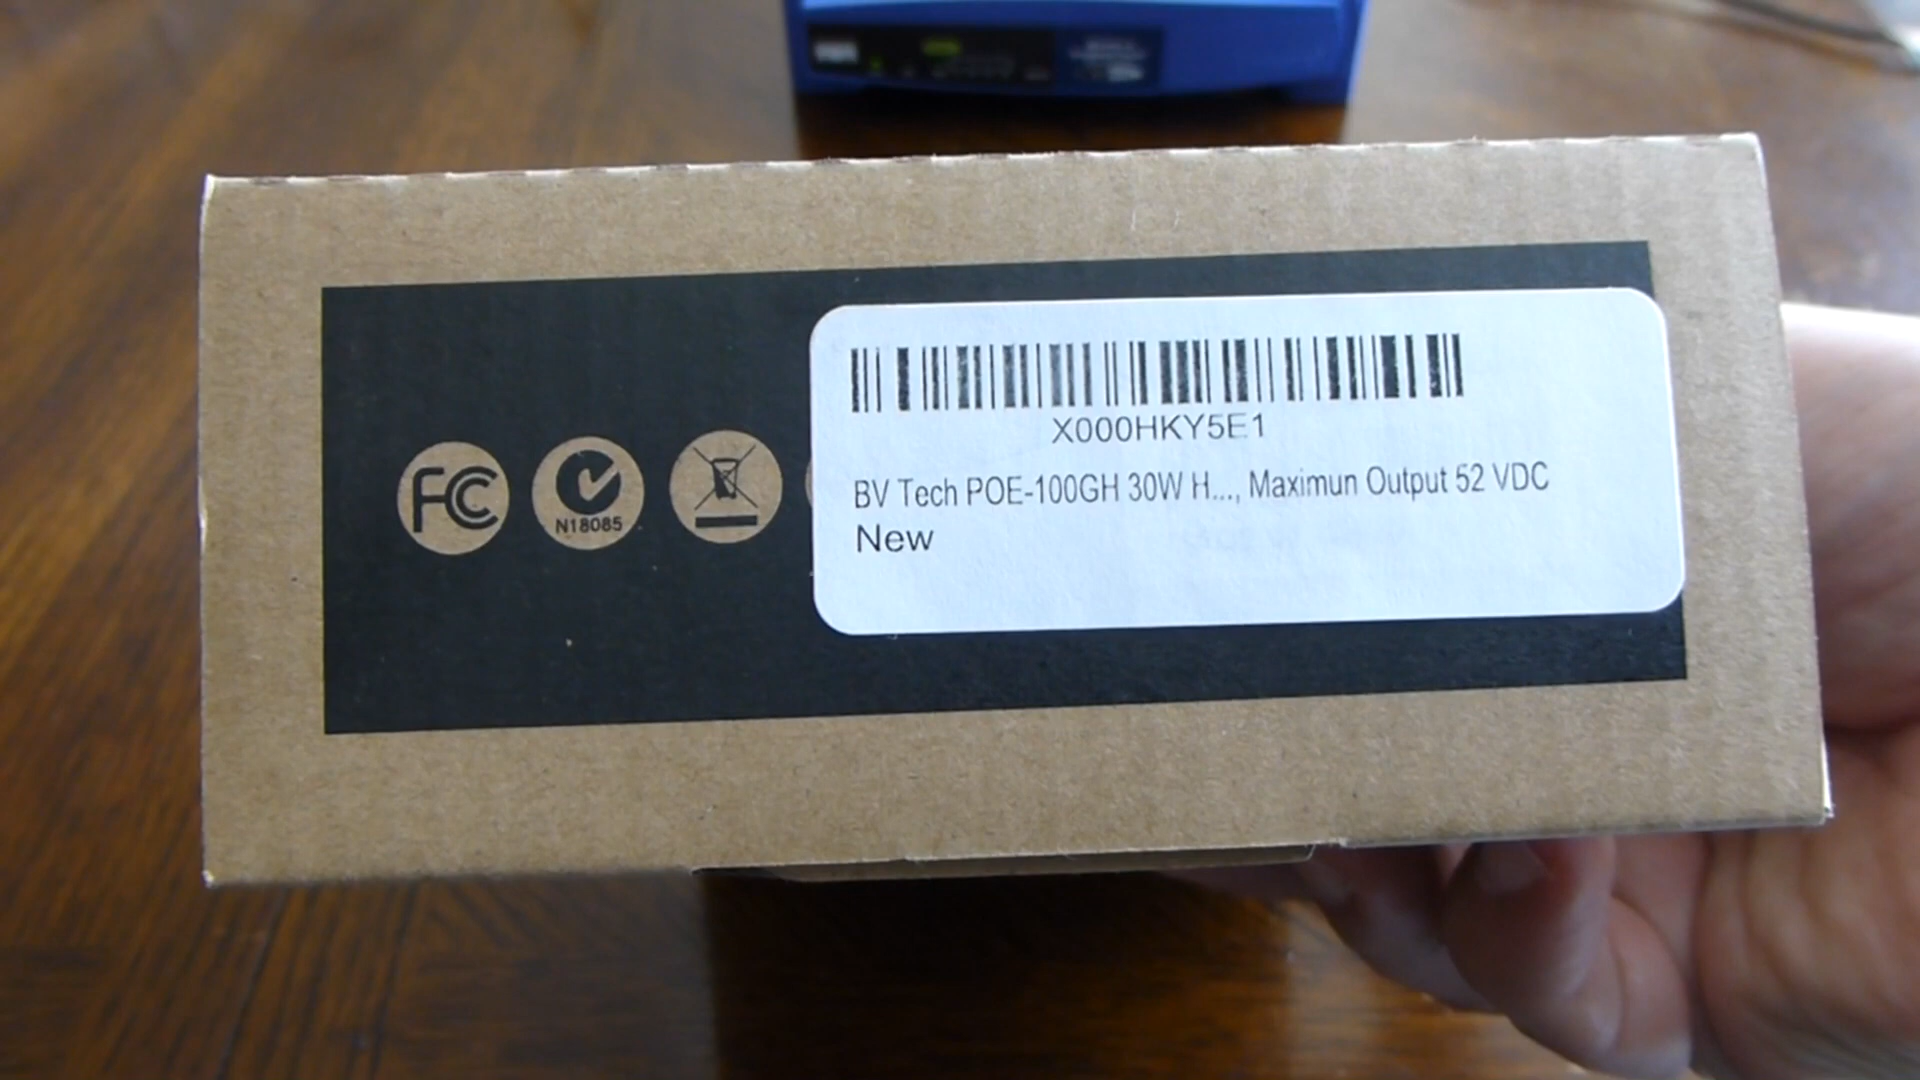 FC
N18085
X000HKY5E1
BV Tech POE-100GH 30W H..., Maximun Output 52 VDC
New